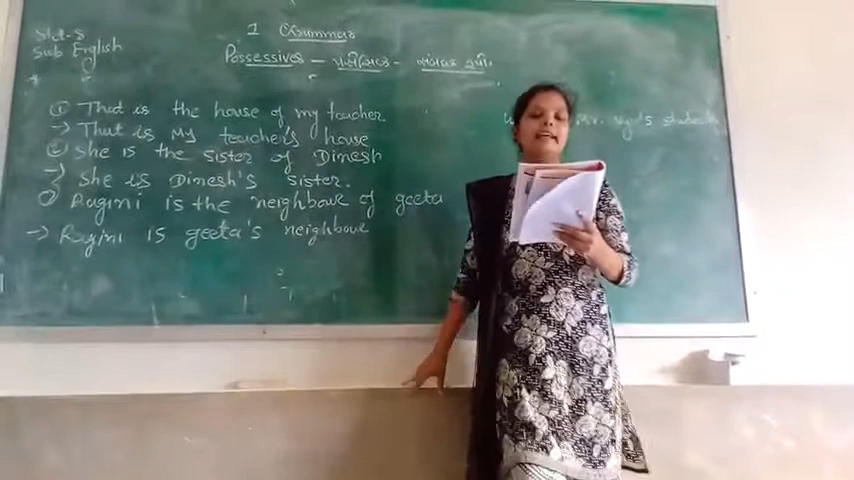 Std-8
Sub English
1 Grammar
Possessives -
① That is the house of my teacher
→ That is My Teacher's house
② She is the sister of Dinesh
→ She is Dinesh's sister.
Ragini is the neighbour of geeta
→ Ragini is geeta's neighbour.
Mr. students